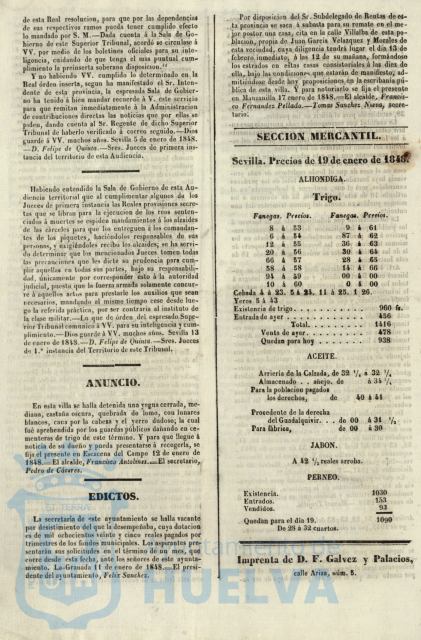 de esta Real resolucion, para que por las dependencias
de sus respectivos ramos pueda tener cumplido efecto
lo mandado por S. M.—Dada cuenta á la Sala de Go-
bierno de este Superior Tribunal, acordó se circulase á
VV. por medio de los boletines oficiales para su inte-
ligencia, cuidando de que tenga el mas puntual cum-
plimiento la preinserta soberana disposicion."
Y no habiendo VV. cumplido lo determinado en la
Real órden inserta, segun ha manifestado el Sr. Inten-
dente de esta provincia, la espresada Sala de Gobier-
no ha tenido á bien mandar recuerde á VV. este servicio
para que remitan inmediatamente á la Administracion
de contribuciones directas las noticias que por ellas se
piden, dando cuenta al Sr. Regente de dicho Superior
Tribunal de haberlo verificado á correo seguido.—Dios
guarde á VV. muchos años. Sevilla 5 de enero de 1848.
—D. Felipe de Quinta.—Sres. Jueces de primera ins-
tancia del territorio de esta Audiencia.
Habiendo entendido la Sala de Gobierno de esta Au-
diencia territorial que al cumplimentar algunos de los
Jueces de primera instancia las Reales provisiones secre-
tas que se libran para la ejecucion de los reos senten-
ciados á muertes se espiden mandamientos á los alcaides
de las cárceles para que los entreguen á los comandan-
tes de los piquetes, haciéndolos responsables de sus
personas, y exigiéndoles recibo los alcaides; se ha servi-
do determinar que los mencionados Jueces tomen todas
las precauciones que les dicte su prudencia para cum-
plir aquellas en todas sus partes, bajo su responsabili-
dad, únicamente por corresponder ésto á la autoridad
judicial, puesto que la fuerza armada solamente concur-
re á aquellos actos para prestarle los auxilios que sean
necesarios, mandando al mismo tiempo cese desde lue-
go la referida práctica, por ser contraria al instituto de
la clase militar.—Lo que de órden del espresado Supe-
rior Tribunal comunico á VV. para su inteligencia y cum-
plimiento.—Dios guarde á VV. muchos años. Sevilla 13
de enero de 1848.—D. Felipe de Quinta.—Sres. Jueces
de 1.ª instancia del Territorio de este Tribunal.
ANUNCIO.
En esta villa se halla detenida una yegua cerrada, me-
diana, castaña oscura, quebrada de lomo, con lunares
blancos, cana por la cabeza y el yerro dudoso; la cual
fué aprehendida por los guardas públicos dañando en ce-
menteras de trigo de este término. Y para que llegue á
noticia de su dueño y pueda presentarse á recogerla, se
fija el presente en Escacena del Campo 12 de enero de
1848.—El alcalde, Francisco Antolinez.—El secretario,
Pedro de Cáceres.
EDICTOS.
La secretaría de este ayuntamiento se halla vacante
por desistimiento del que la desempeñaba, cuya dotacion
es de mil ochocientos veinte y cinco reales pagados por
trimestres de los fondos municipales. Los aspirantes pre-
sentarán sus solicitudes en el término de un mes, que
corre desde esta fecha, ante los señores de este ayunta-
miento. La Granada 11 de enero de 1848.—El presi-
dente del ayuntamiento, Felix Sanchez.
Por disposicion del Sr. Subdelegado de Rentas de es-
ta provincia se saca á subasta para su remate en el me-
jor postor una casa, cita en la calle Villalba de esta po-
blacion, propia de Juan García Velazquez y Morales de
esta vecindad, cuya diligencia tendrá lugar el dia 13 de
febrero inmediato, á las 12 de su mañana, formándose
los estrados en ellas casas consistoriales á las diez de
ella, bajo las condiciones que estarán de manifiesto; ad-
mitiéndose desde hoy proposiciones en la escribanía pú-
blica de esta villa. Y para notoriarlo se fija el presente
en Manzanilla 17 enero de 1848.—El alcalde, Francis-
co Fernandez Pellado.—Tomas Sanchez Nieva, secre-
tario.
SECCION MERCANTIL.
Sevilla. Precios de 19 de enero de 1848.
ALHONDIGA.
Trigo.
Fanegas. Precios. Fanegas. Precios.
8 á 53 9 á 61
6 á 54 87 á 62
12 á 55 36 á 63
20 á 56 30 á 64
66 á 57 28 á 65
58 á 58 14 á 66
94 á 59 00 á 00
10 á 60 0 á 00
Cebada 4 á 23. 5 á 24. 11 á 25. 1 26.
Yeros 5 á 43
Existencia de trigo 960 fs.
Entrada de ayer 456
Total 1416
Venta de ayer 478
Quedan para hoy 938
ACEITE.
Arriería de la Calzada, de 32 ½ á 32 ¾
Almacenado . . añejo. de á 34 ¼
Para la poblacion pagados
los derechos, de 40 á 41
Procedente de la derecha
del Guadalquivir. . . de 00 á 31 ½
Para fábrica, de 00 á 30
JABON.
A 42 ½ reales arroba.
PERNEO.
Existencia. 1030
Entrados. 153
Vendidos. 93
Quedan para el dia 19. 1090
De 28 á 32 cuartos.
Imprenta de D. F. Galvez y Palacios,
calle Ariza, núm. 5.
HUELVA